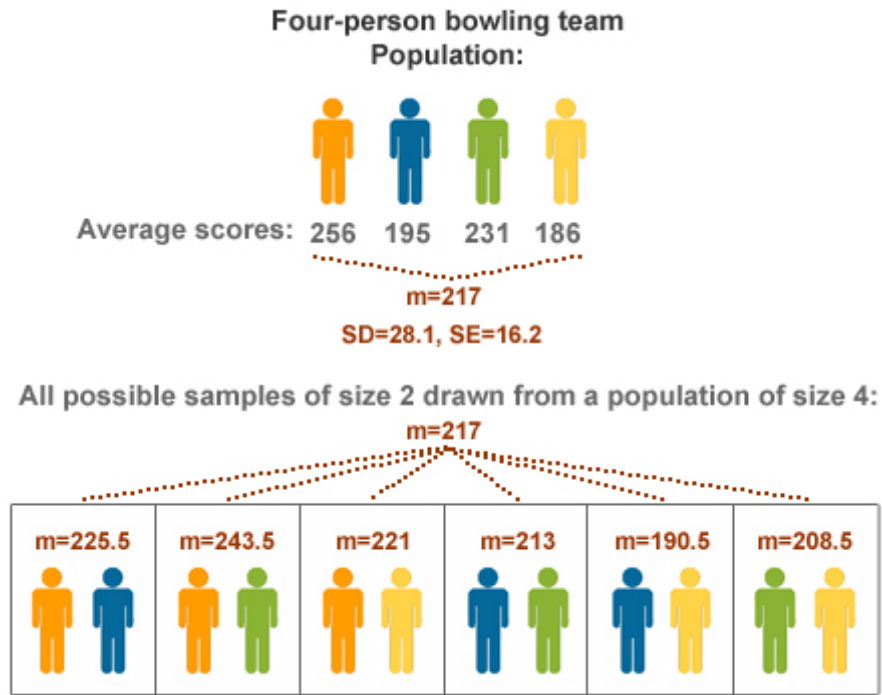 Four-person bowling team
Population:
Average scores: 256 195 231 186
m=217
SD=28.1, SE=16.2
All possible samples of size 2 drawn from a population of size 4:
m=217
m=225.5 m=243.5 m=221 m=213 m=190.5 m=208.5